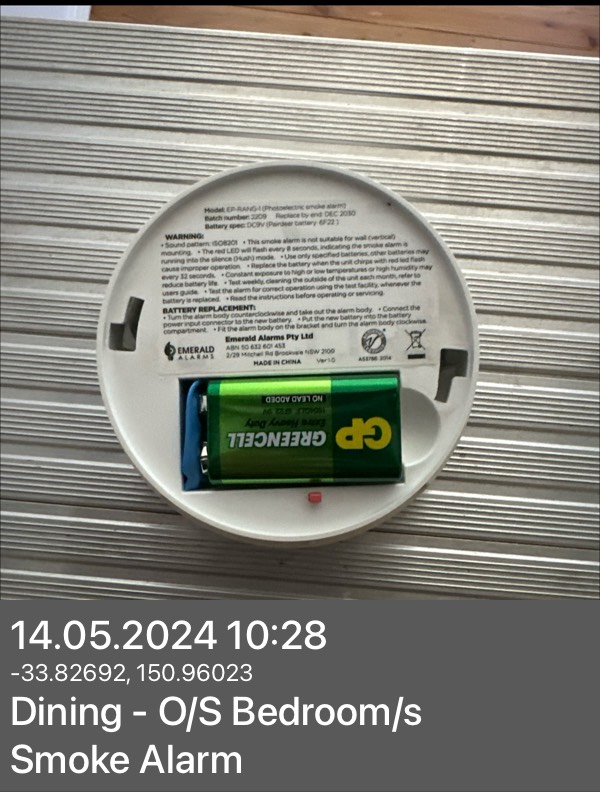 Model: EP-RANG-1 (Photoelectric smoke alarm)
Batch number: 2209 Replace by end: DEC 2030
Battery spec: DC9V (Pairdeer battery 6F22)
WARNING:
• Sound pattern: ISO8201 • This smoke alarm is not suitable for wall (vertical)
mounting. • The red LED will flash every 8 seconds, indicating the smoke alarm is
running into the silence (Hush) mode. • Use only specified batteries, other batteries may
cause improper operation. • Replace the battery when the unit chirps with red led flash
every 32 seconds. • Constant exposure to high or low temperatures or high humidity may
reduce battery life. • Test weekly, cleaning the outside of the unit each month, refer to
users guide. • Test the alarm for correct operation using the test facility, whenever the
battery is replaced. • Read the instructions before operating or servicing.
BATTERY REPLACEMENT:
• Turn the alarm body counterclockwise and take out the alarm body. • Connect the
power input connector to the new battery. • Put the new battery into the battery
compartment. • Fit the alarm body on the bracket and turn the alarm body clockwise.
EMERALD
ALARMS
Emerald Alarms Pty Ltd
ABN 50 632 601 453
2/29 Mitchell Rd Brookvale NSW 2100
MADE IN CHINA Ver1.0
AS3786: 2014
GP
GREENCELL
Extra Heavy Duty
NO LEAD ADDED
14.05.2024 10:28
-33.82692, 150.96023
Dining - O/S Bedroom/s
Smoke Alarm